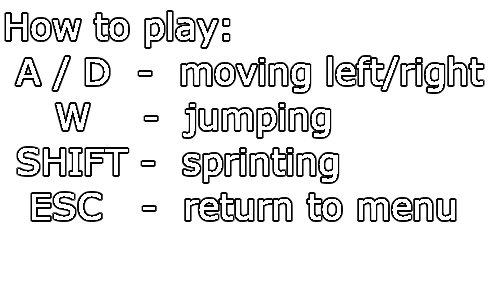 How to play:
A / D - moving left/right
W - jumping
SHIFT - sprinting
ESC - return to menu